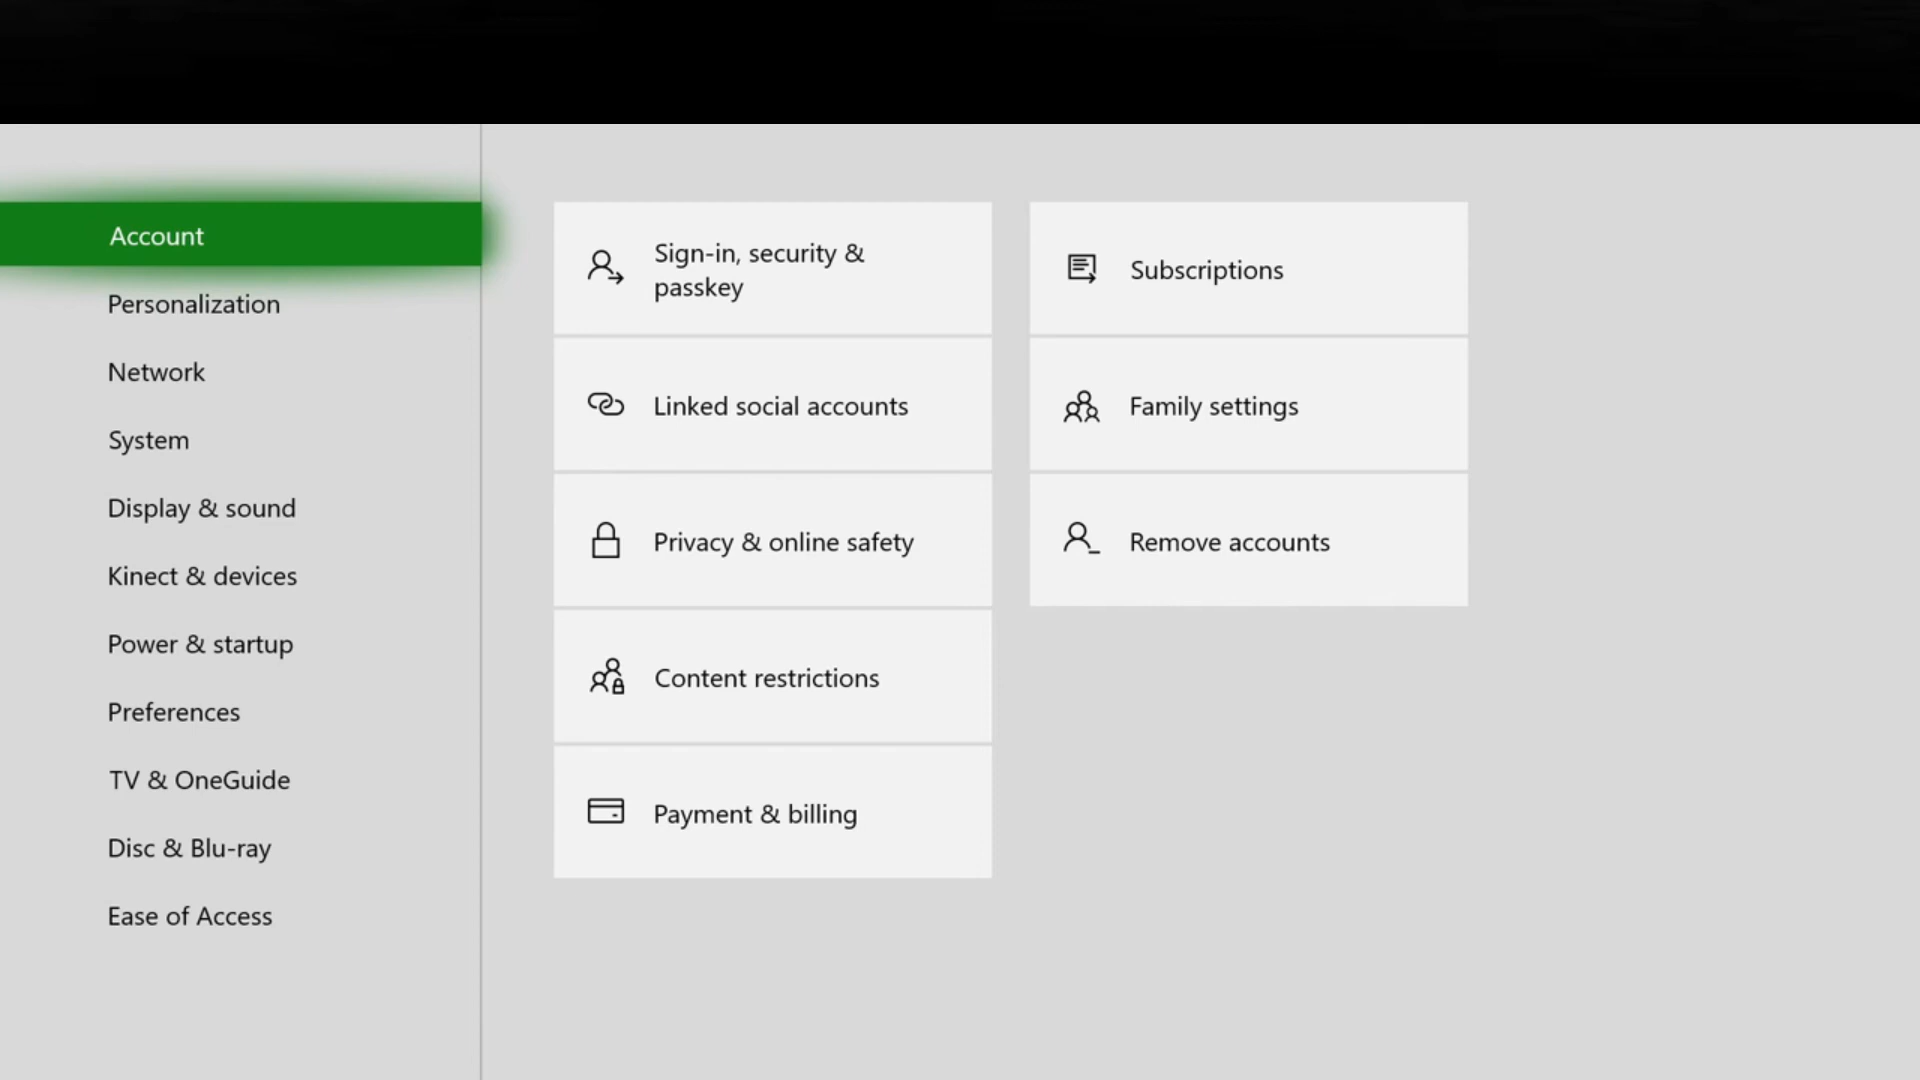 Account
Personalization
Network
System
Display & sound
Kinect & devices
Power & startup
Preferences
TV & OneGuide
Disc & Blu-ray
Ease of Access
Sign-in, security &
passkey
Linked social accounts
Privacy & online safety
Content restrictions
Payment & billing
Subscriptions
Family settings
Remove accounts